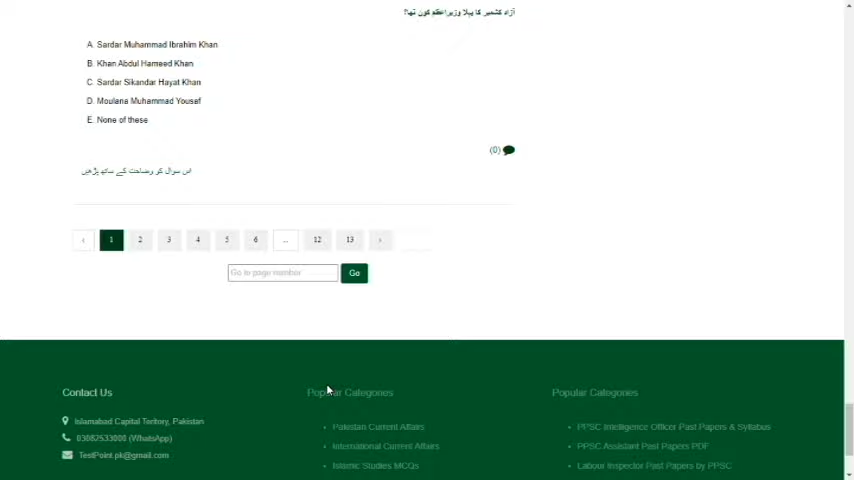 آزاد کشمیر کا پہلا وزیراعظم کون تھا؟
A. Sardar Muhammad Ibrahim Khan
B. Khan Abdul Hameed Khan
C. Sardar Sikandar Hayat Khan
D. Moulana Muhammad Yousaf
E. None of these
(0)
اس سوال کو وضاحت کے ساتھ پڑھیں
‹ 1 2 3 4 5 6 ... 12 13 ›
Go to page number Go
Contact Us Popular Categories Popular Categories
Islamabad Capital Teritory, Pakistan Pakistan Current Affairs PPSC Intelligence Officer Past Papers & Syllabus
03082533000 (WhatsApp) International Current Affairs PPSC Assistant Past Papers PDF
TestPoint.pk@gmail.com Islamic Studies MCQs Labour Inspector Past Papers by PPSC